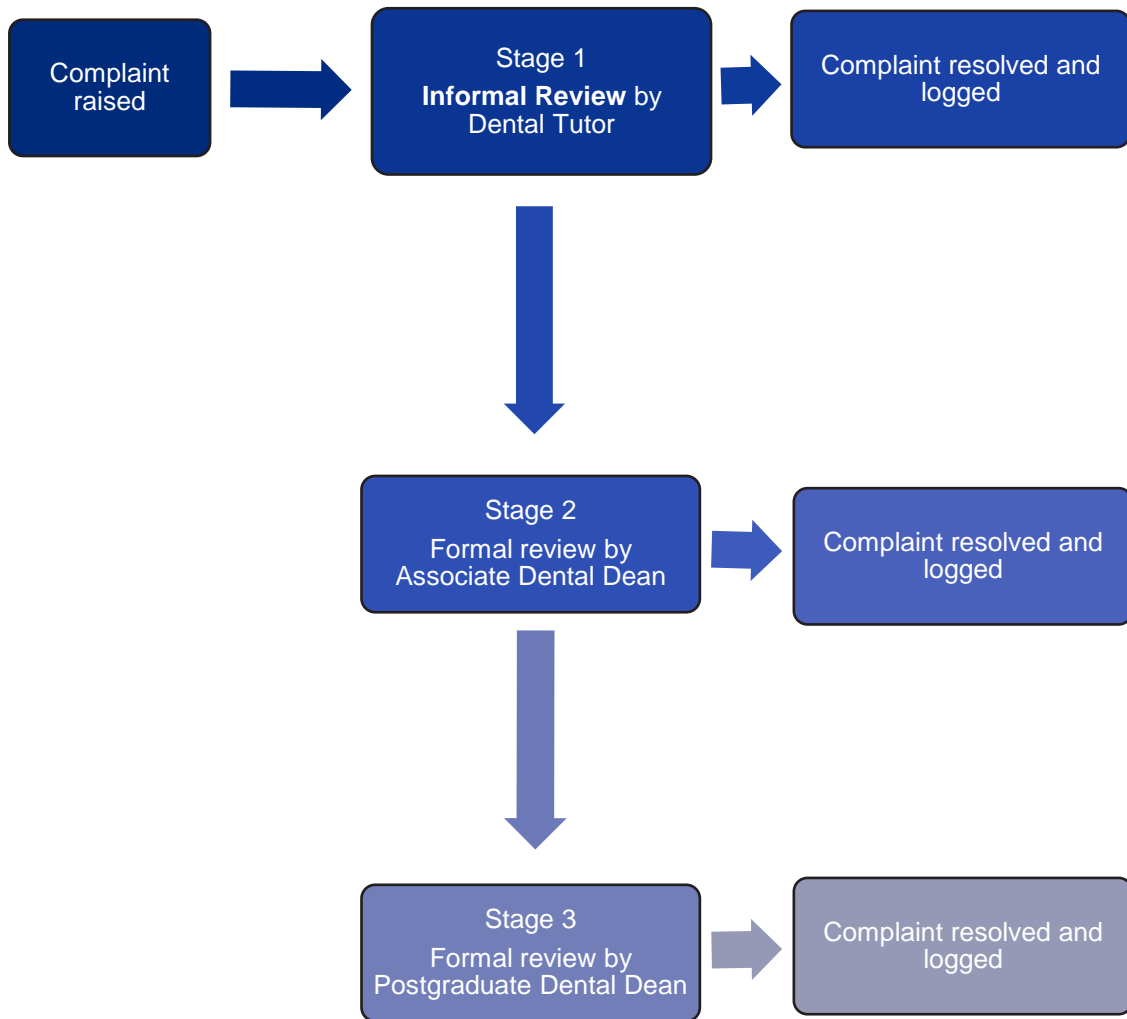 Complaint
raised
Stage 1
Informal Review by
Dental Tutor
Complaint resolved and
logged
Stage 2
Formal review by
Associate Dental Dean
Complaint resolved and
logged
Stage 3
Formal review by
Postgraduate Dental Dean
Complaint resolved and
logged